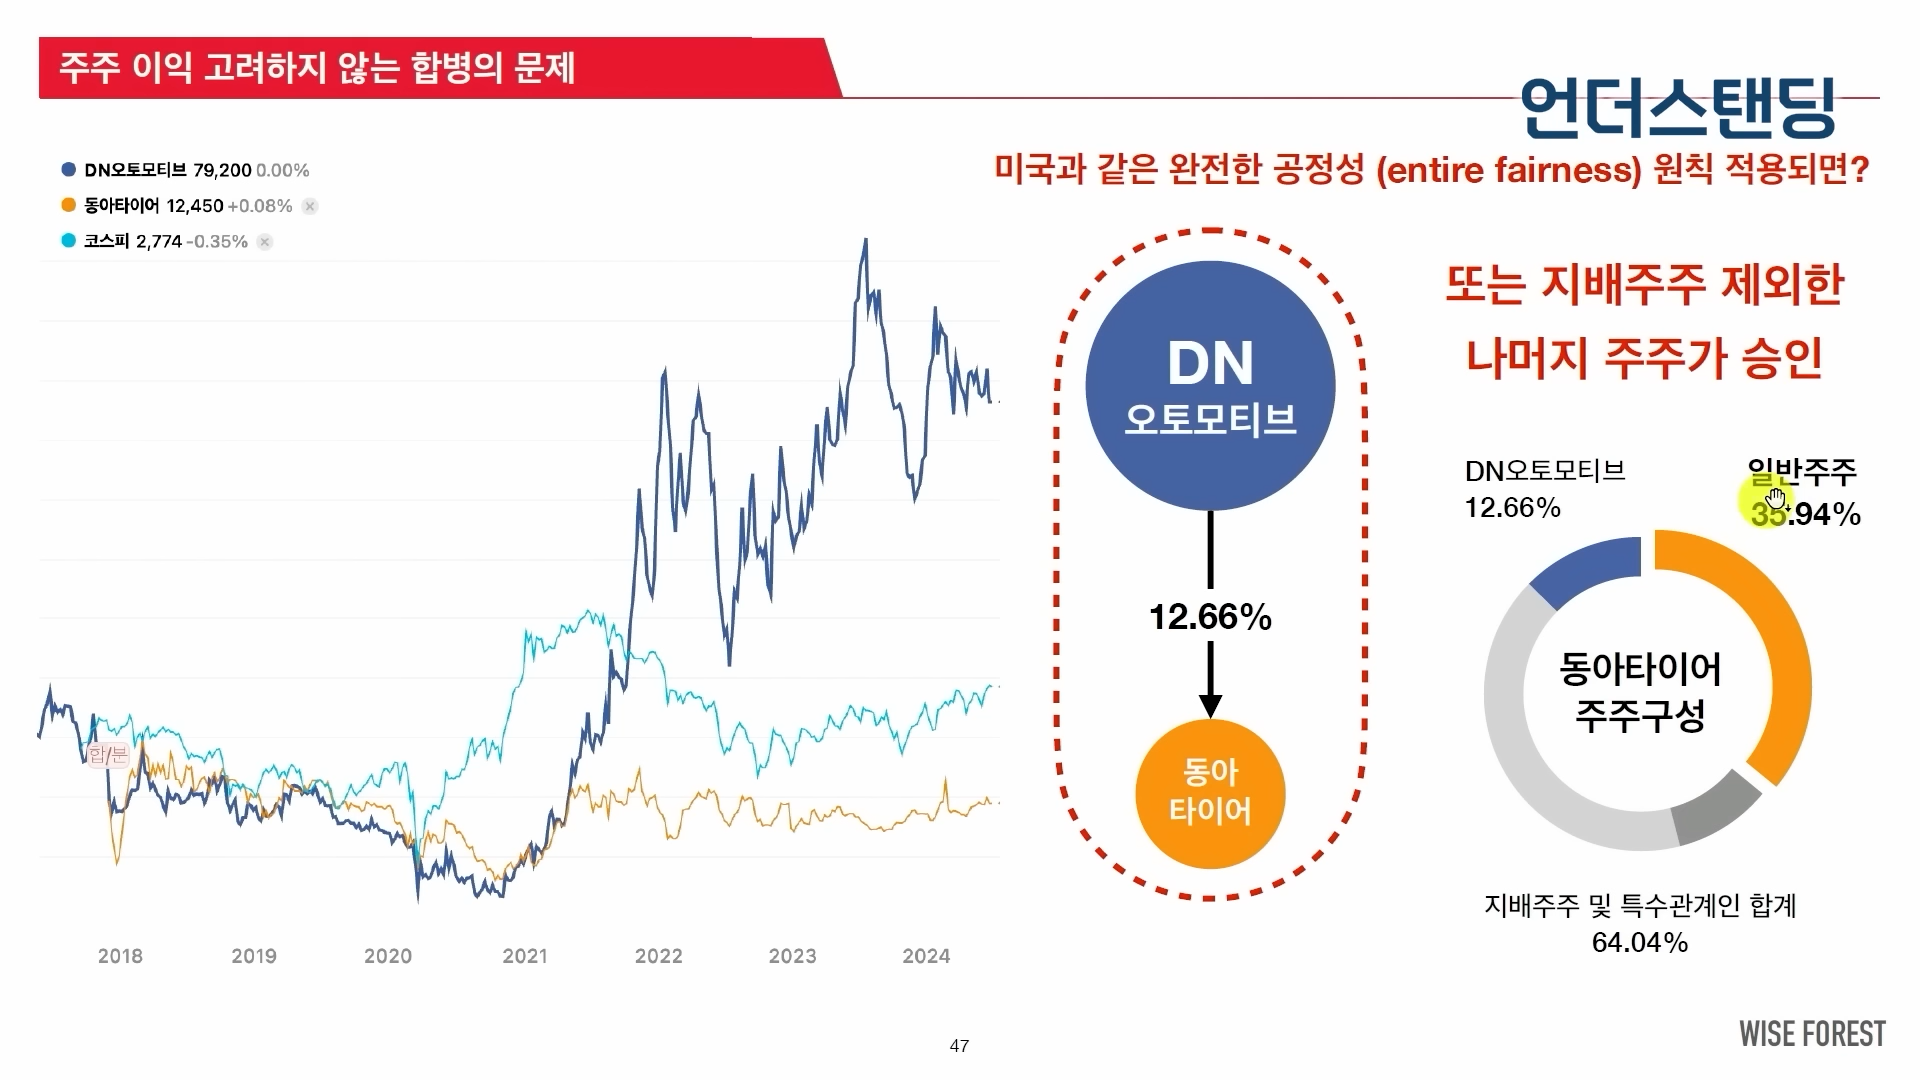 주주 이익 고려하지 않는 합병의 문제
언더스탠딩
DN오토모티브 79,200 0.00%
동아타이어 12,450 +0.08%
코스피 2,774 -0.35%
미국과 같은 완전한 공정성 (entire fairness) 원칙 적용되면?
또는 지배주주 제외한
나머지 주주가 승인
DN
오토모티브
12.66%
동아
타이어
DN오토모티브
12.66%
일반주주
35.94%
동아타이어
주주구성
지배주주 및 특수관계인 합계
64.04%
합/분
2018 2019 2020 2021 2022 2023 2024
47
WISE FOREST